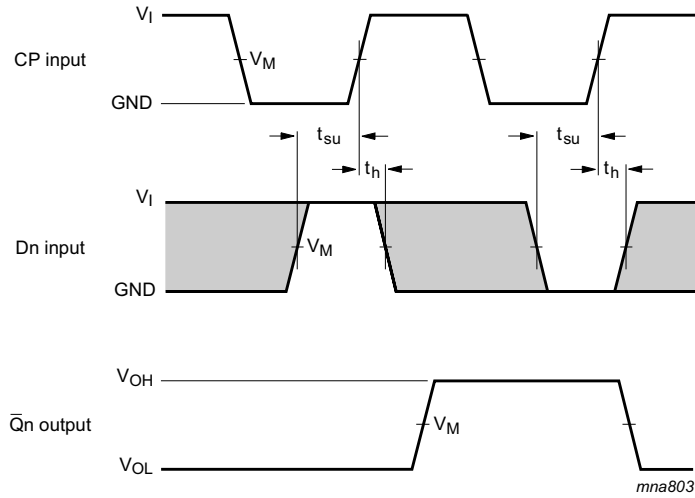 V_I
CP input
V_M
GND
t_su
t_su
t_h
t_h
V_I
Dn input
V_M
GND
V_OH
Q̅n output
V_M
V_OL
mna803